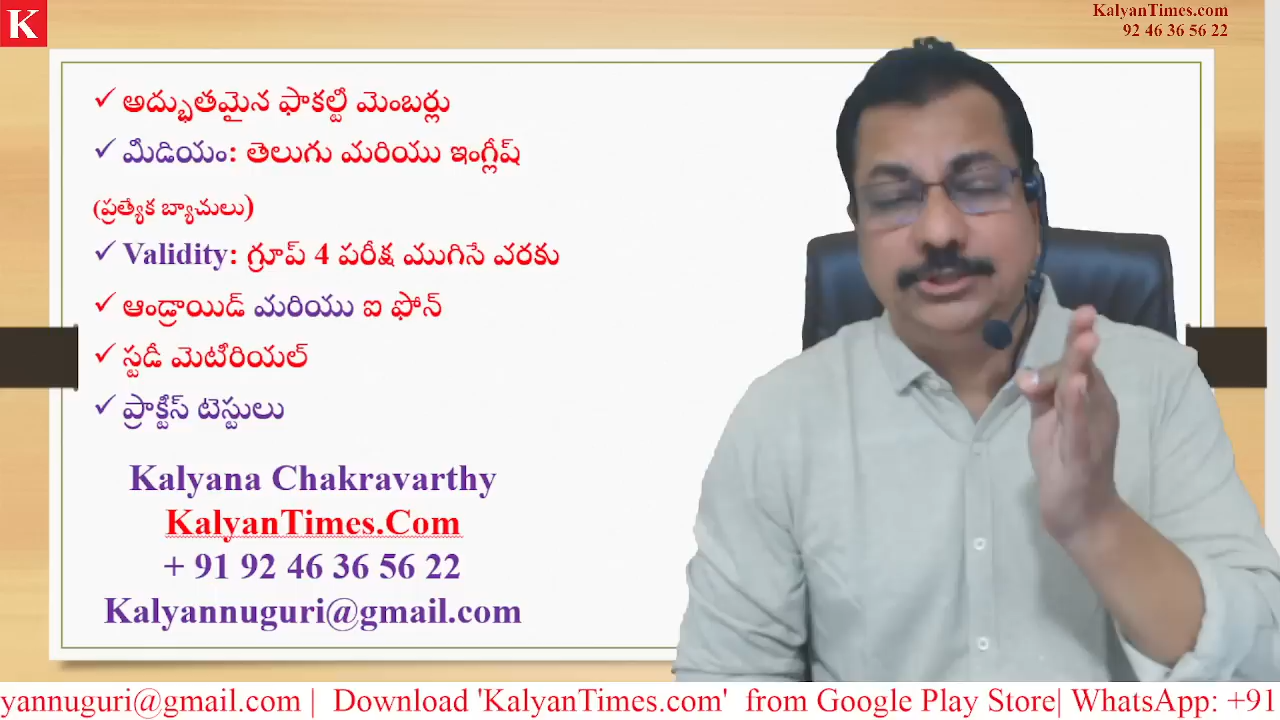 K
KalyanTimes.com
92 46 36 56 22
✓ అద్భుతమైన ఫాకల్టీ మెంబర్లు
✓ మీడియం: తెలుగు మరియు ఇంగ్లీష్
(ప్రత్యేక బ్యాచులు)
✓ Validity: గ్రూప్ 4 పరీక్ష ముగిసే వరకు
✓ ఆండ్రాయిడ్ మరియు ఐ ఫోన్
✓ స్టడీ మెటీరియల్
✓ ప్రాక్టీస్ టెస్టులు
Kalyana Chakravarthy
KalyanTimes.Com
+ 91 92 46 36 56 22
Kalyannuguri@gmail.com
yannuguri@gmail.com | Download 'KalyanTimes.com' from Google Play Store| WhatsApp: +91